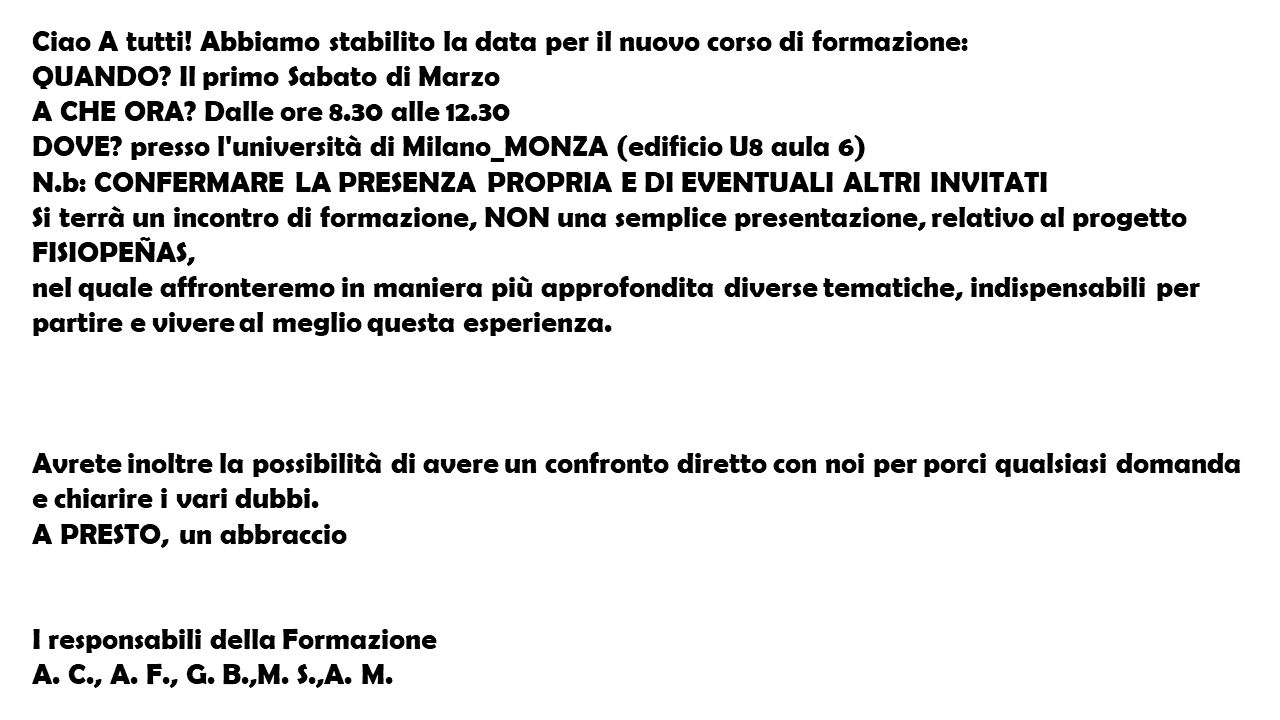 Ciao A tutti! Abbiamo stabilito la data per il nuovo corso di formazione:
QUANDO? Il primo Sabato di Marzo
A CHE ORA? Dalle ore 8.30 alle 12.30
DOVE? presso l'università di Milano_MONZA (edificio U8 aula 6)
N.b: CONFERMARE LA PRESENZA PROPRIA E DI EVENTUALI ALTRI INVITATI
Si terrà un incontro di formazione, NON una semplice presentazione, relativo al progetto
FISIOPEÑAS,
nel quale affronteremo in maniera più approfondita diverse tematiche, indispensabili per
partire e vivere al meglio questa esperienza.
Avrete inoltre la possibilità di avere un confronto diretto con noi per porci qualsiasi domanda
e chiarire i vari dubbi.
A PRESTO, un abbraccio
I responsabili della Formazione
A. C., A. F., G. B.,M. S.,A. M.